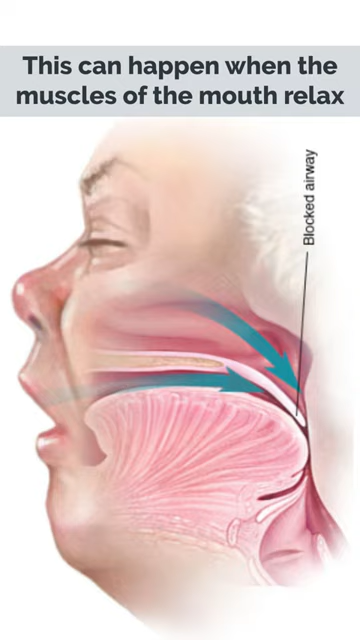 This can happen when the
muscles of the mouth relax
Blocked airway